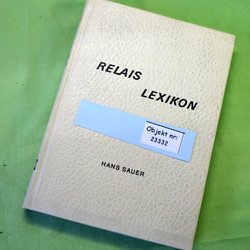 RELAIS
LEXIKON
Objekt nr:
23332
HANS SAUER